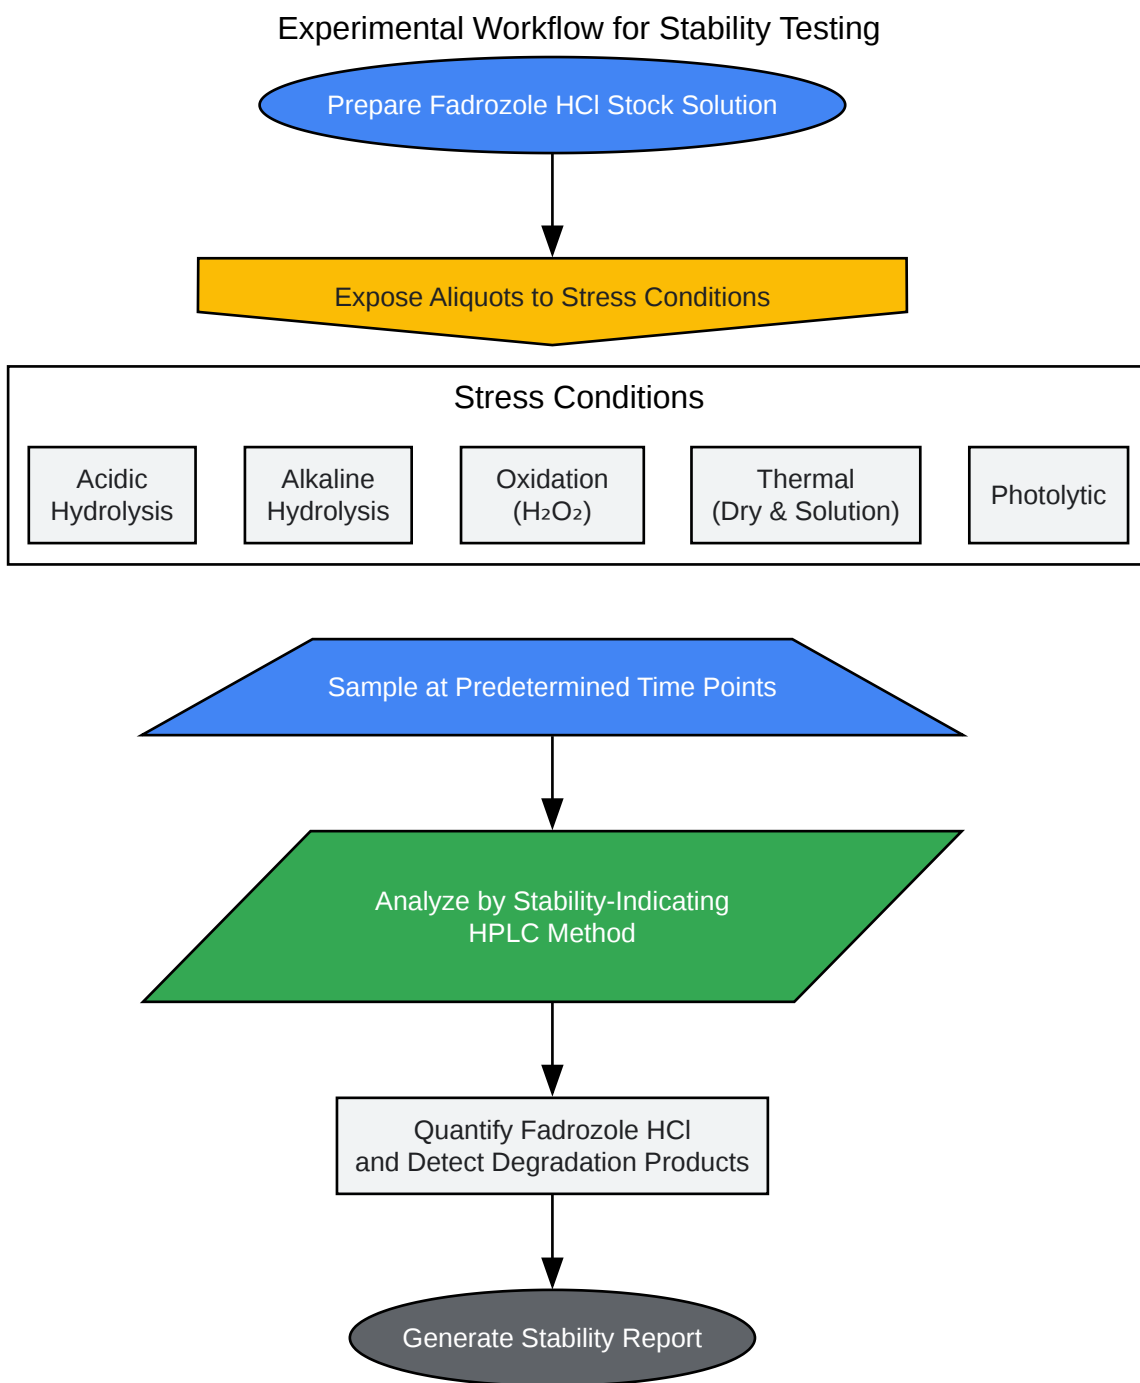 Experimental Workflow for Stability Testing
Prepare Fadrozole HCl Stock Solution
Expose Aliquots to Stress Conditions
Stress Conditions
Acidic
Hydrolysis
Alkaline
Hydrolysis
Oxidation
(H₂O₂)
Thermal
(Dry & Solution)
Photolytic
Sample at Predetermined Time Points
Analyze by Stability-Indicating
HPLC Method
Quantify Fadrozole HCl
and Detect Degradation Products
Generate Stability Report